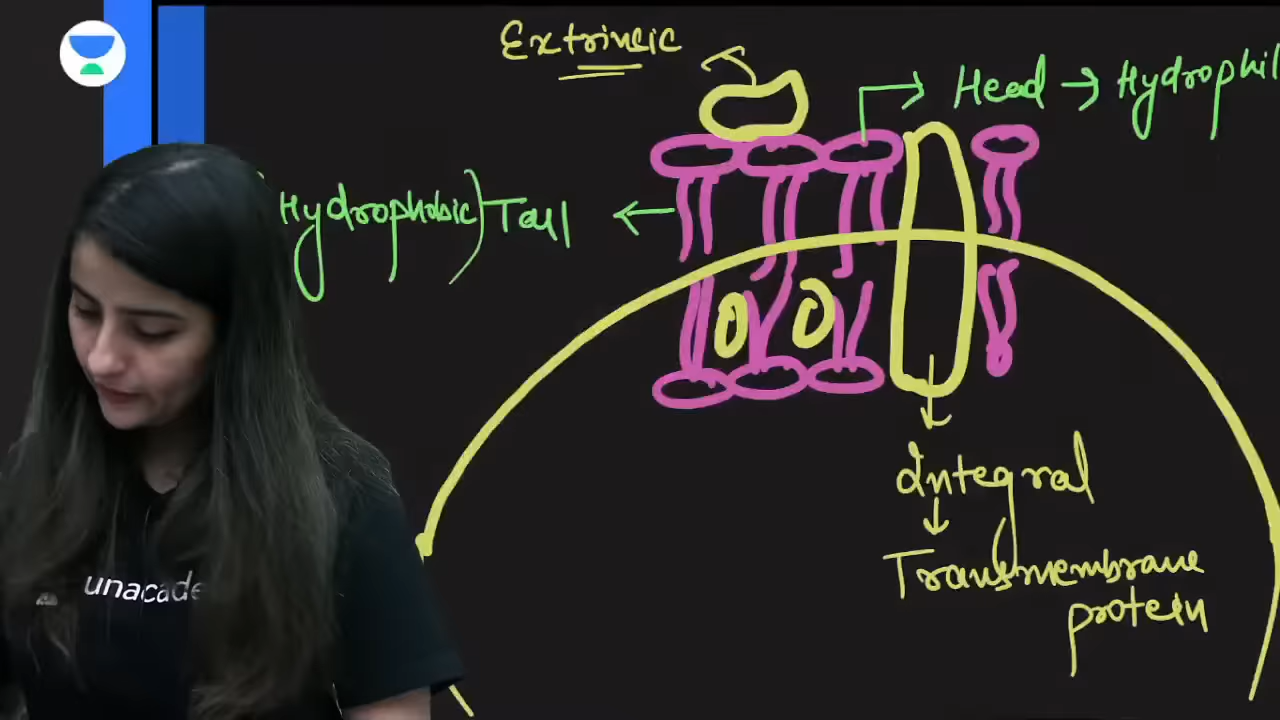 Extrinsic
Head → Hydrophil
(Hydrophobic) Tail ←
Integral
Transmembrane
protein
unacade